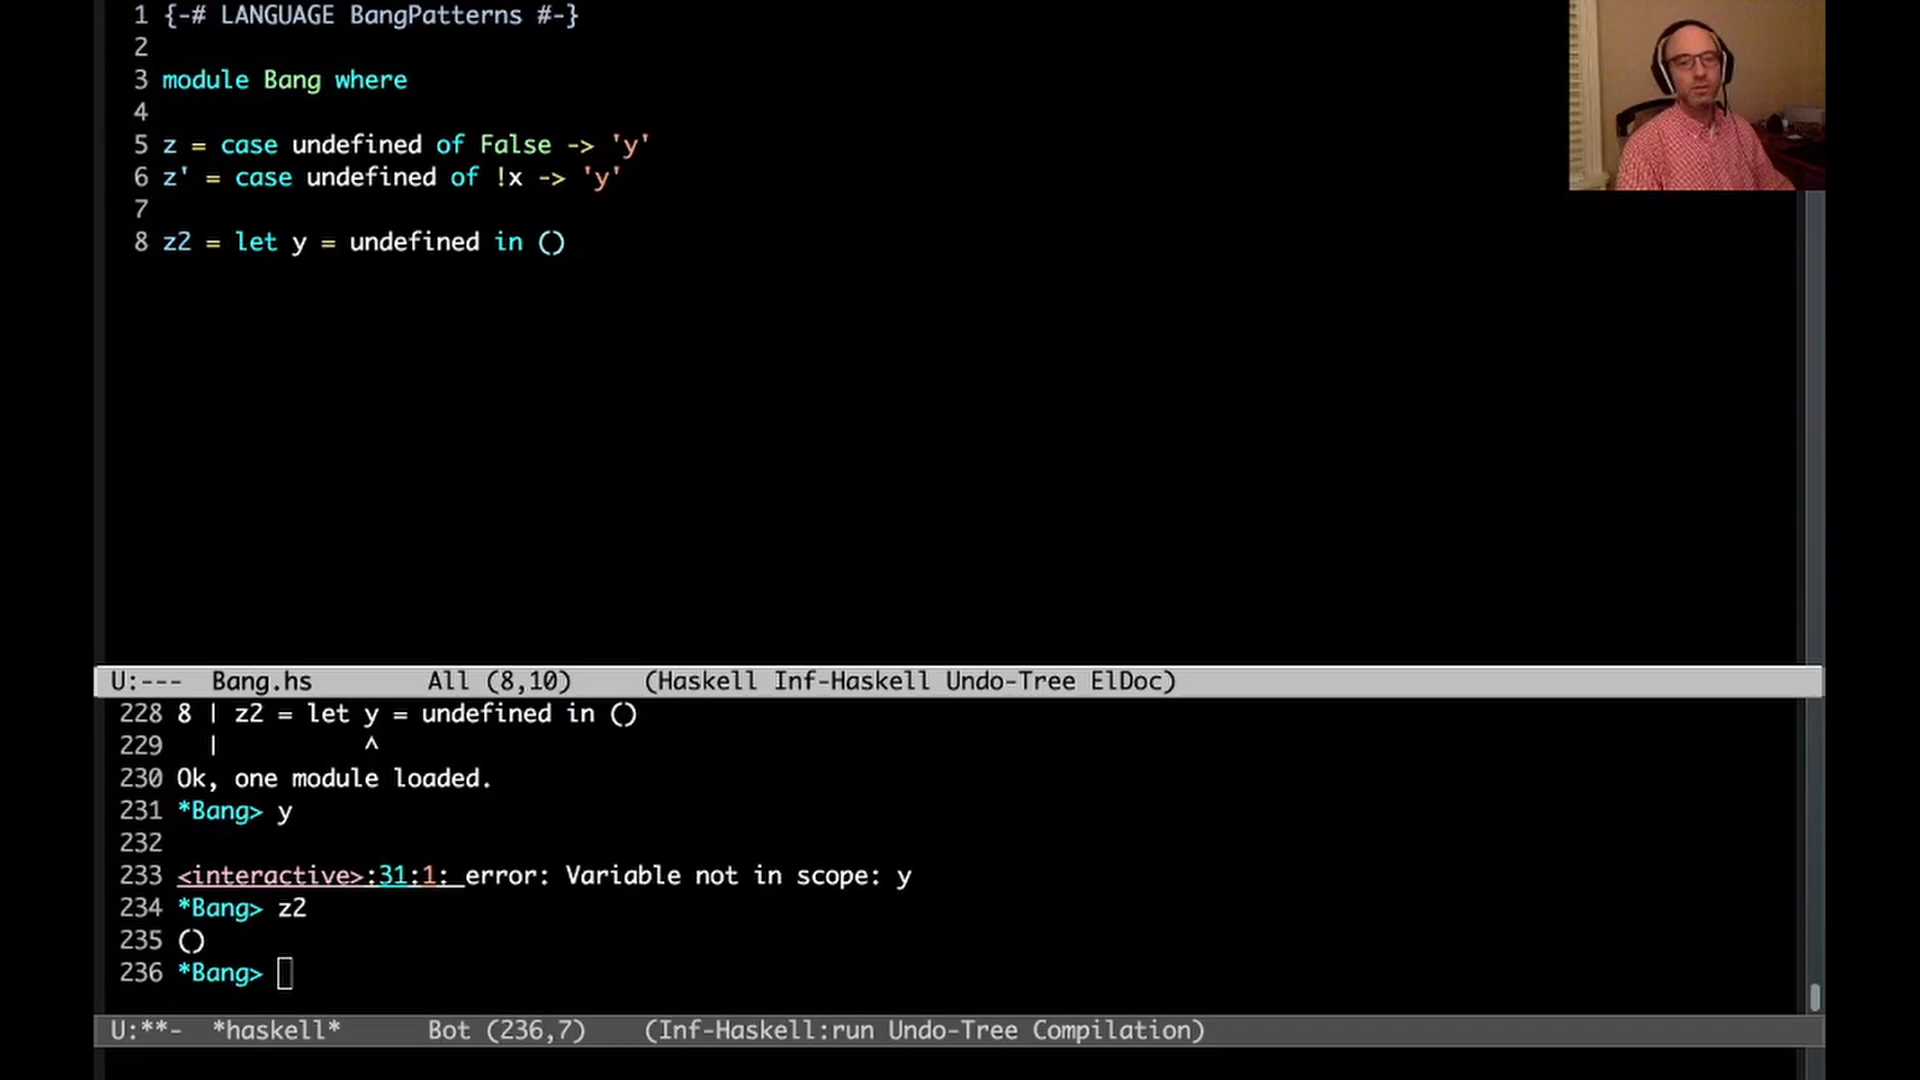 1 {-# LANGUAGE BangPatterns #-}
2
3 module Bang where
4
5 z = case undefined of False -> 'y'
6 z' = case undefined of !x -> 'y'
7
8 z2 = let y = undefined in ()
U:--- Bang.hs All (8,10) (Haskell Inf-Haskell Undo-Tree ElDoc)
228 8 | z2 = let y = undefined in ()
229 | ^
230 Ok, one module loaded.
231 *Bang> y
232
233 <interactive>:31:1: error: Variable not in scope: y
234 *Bang> z2
235 ()
236 *Bang>
U:**- *haskell* Bot (236,7) (Inf-Haskell:run Undo-Tree Compilation)